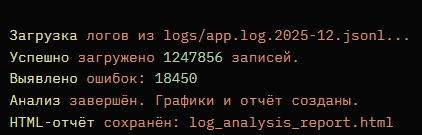 Загрузка логов из logs/app.log.2025-12.jsonl...
Успешно загружено 1247856 записей.
Выявлено ошибок: 18450
Анализ завершён. Графики и отчёт созданы.
HTML-отчёт сохранён: log_analysis_report.html